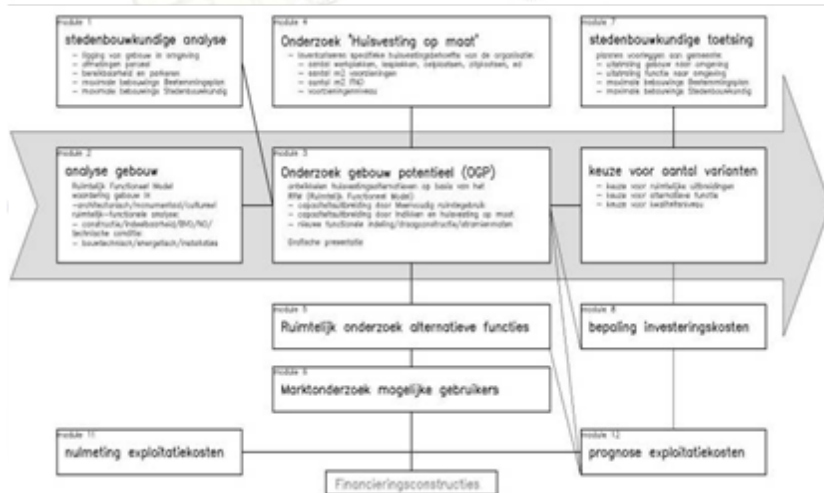 module 1
stedenbouwkundige analyse
- ligging van gebouw in omgeving
- afmetingen perceel
- bereikbaarheid en parkeren
- maximale bebouwings Bestemmingsplan
- maximale bebouwings Stedenbouwkundig
module 4
Onderzoek "Huisvesting op maat"
- inventariseren specifieke huisvestingsbehoefte van de organisatie:
- aantal werkplekken, lesplekken, zitplaatsen, ed
- aantal m2 voorzieningen
- aantal m2 FNO
- voorzieningenniveau
module 7
stedenbouwkundige toetsing
plannen voorleggen aan gemeente:
- uitstraling gebouw naar omgeving
- uitstraling functie naar omgeving
- maximale bebouwings Bestemmingsplan
- maximale bebouwings Stedenbouwkundig
module 2
analyse gebouw
Ruimtelijk Functioneel Model
waardering gebouw in
-architectonisch/monumentaal/cultureel
ruimtelijk-functionele analyse:
- constructie/indeelbaarheid/BVO/NO/
technische conditie:
- bouwtechnisch/energetisch/installaties
module 3
Onderzoek gebouw potentieel (OGP)
ontwikkelen huisvestingsalternatieven op basis van het
RFM (Ruimtelijk Functioneel Model)
- capaciteitsuitbreiding door Meervoudig ruimtegebruik
- capaciteitsuitbreiding door indikken en huisvesting op maat
- nieuwe functionele indeling/draagconstructie/stramienmaten
Grafische presentatie
keuze voor aantal varianten
- keuze voor ruimtelijke uitbreidingen
- keuze voor alternatieve functie
- keuze voor kwaliteitsniveau
module 5
Ruimtelijk onderzoek alternatieve functies
module 8
bepaling investeringskosten
module 6
Marktonderzoek mogelijke gebruikers
module 11
nulmeting exploitatiekosten
module 12
prognose exploitatiekosten
Financieringsconstructies